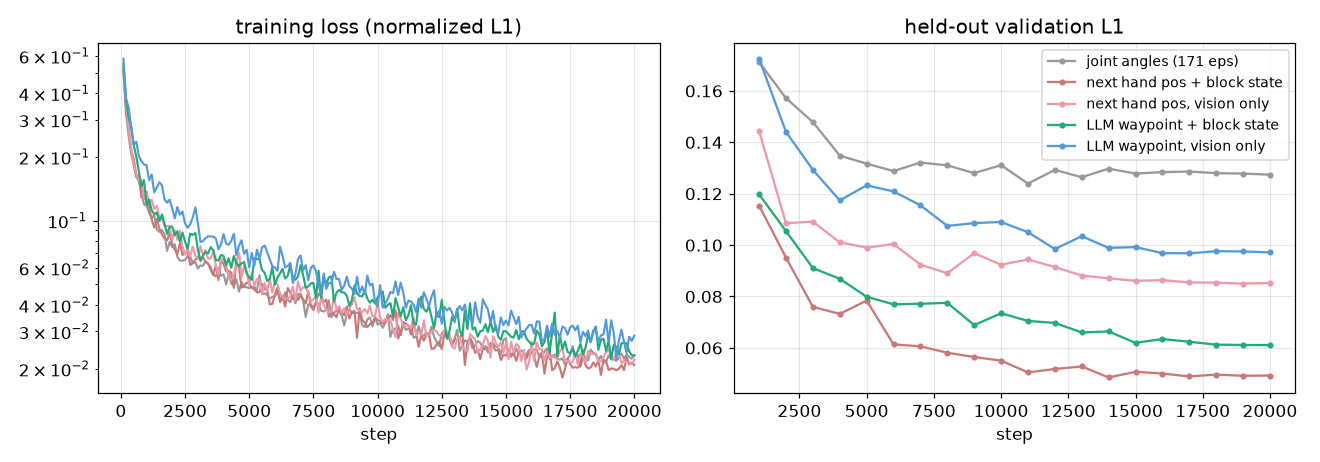 training loss (normalized L1)
6 × 10⁻¹
4 × 10⁻¹
3 × 10⁻¹
2 × 10⁻¹
10⁻¹
6 × 10⁻²
4 × 10⁻²
3 × 10⁻²
2 × 10⁻²
0 2500 5000 7500 10000 12500 15000 17500 20000
step
held-out validation L1
joint angles (171 eps)
next hand pos + block state
next hand pos, vision only
LLM waypoint + block state
LLM waypoint, vision only
0.16
0.14
0.12
0.10
0.08
0.06
2500 5000 7500 10000 12500 15000 17500 20000
step